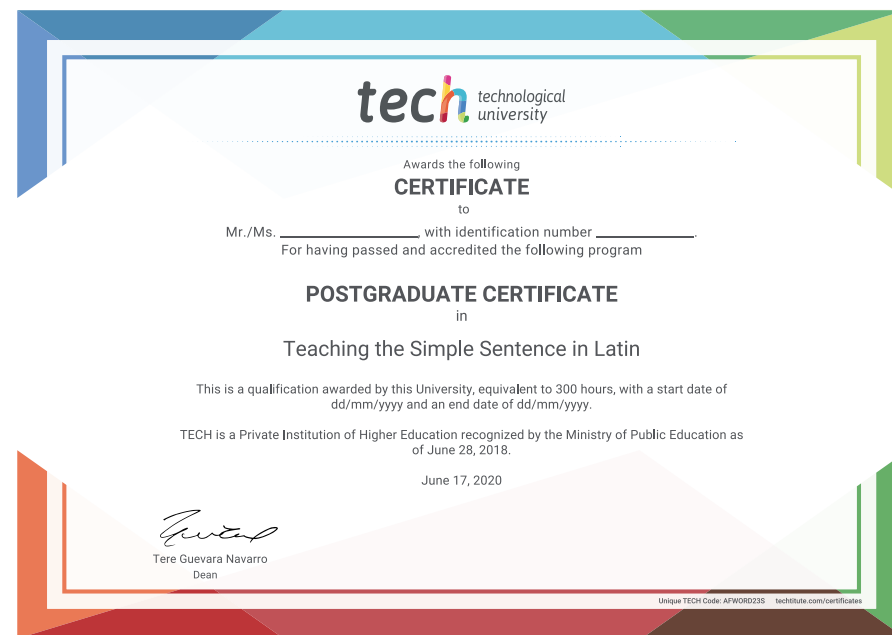 tech technological
university
Awards the following
CERTIFICATE
to
Mr./Ms. ____________________, with identification number ______________.
For having passed and accredited the following program
POSTGRADUATE CERTIFICATE
in
Teaching the Simple Sentence in Latin
This is a qualification awarded by this University, equivalent to 300 hours, with a start date of
dd/mm/yyyy and an end date of dd/mm/yyyy.
TECH is a Private Institution of Higher Education recognized by the Ministry of Public Education as
of June 28, 2018.
June 17, 2020
Tere Guevara Navarro
Dean
Unique TECH Code: AFWORD23S techtitute.com/certificates